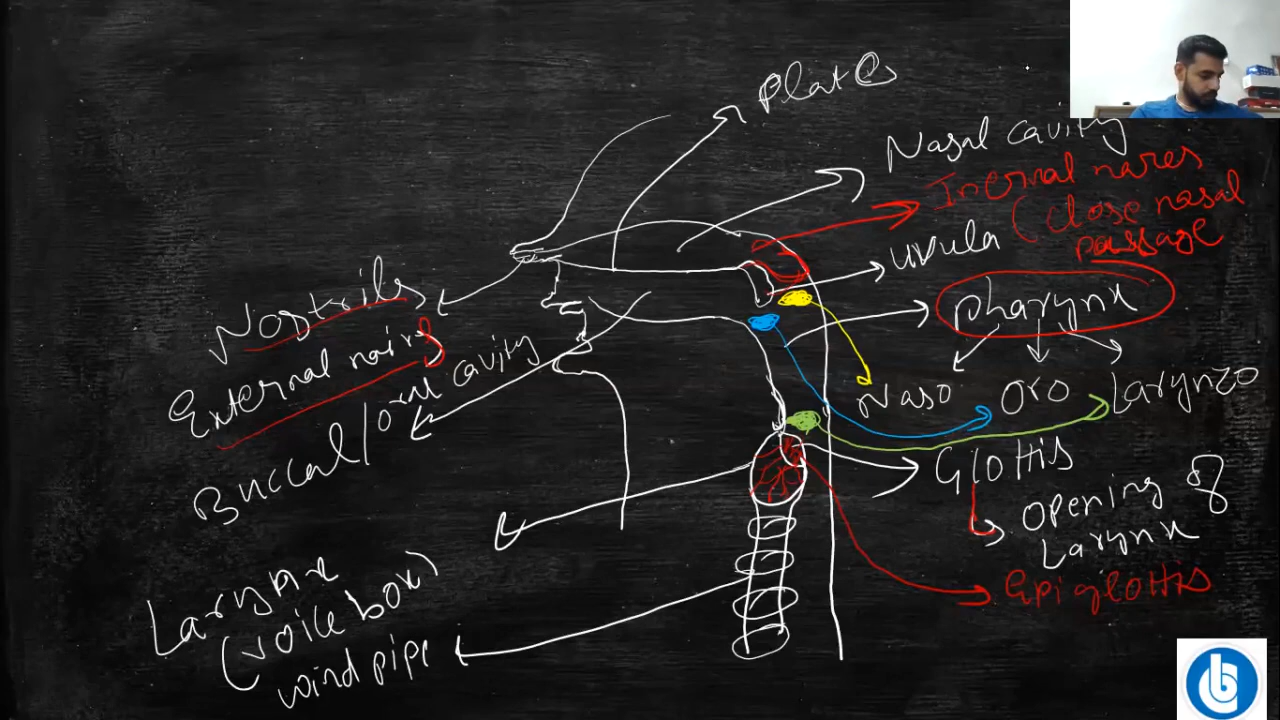 Plate
Nasal cavity
Internal nares
(Close nasal
passage
uvula
Pharynx
Naso
Oro
Laryngo
Glottis
Opening of
Larynx
Epiglottis
Nostrils
External nairs
Buccal/oral cavity
Larynx
(voice box)
wind pipe
b